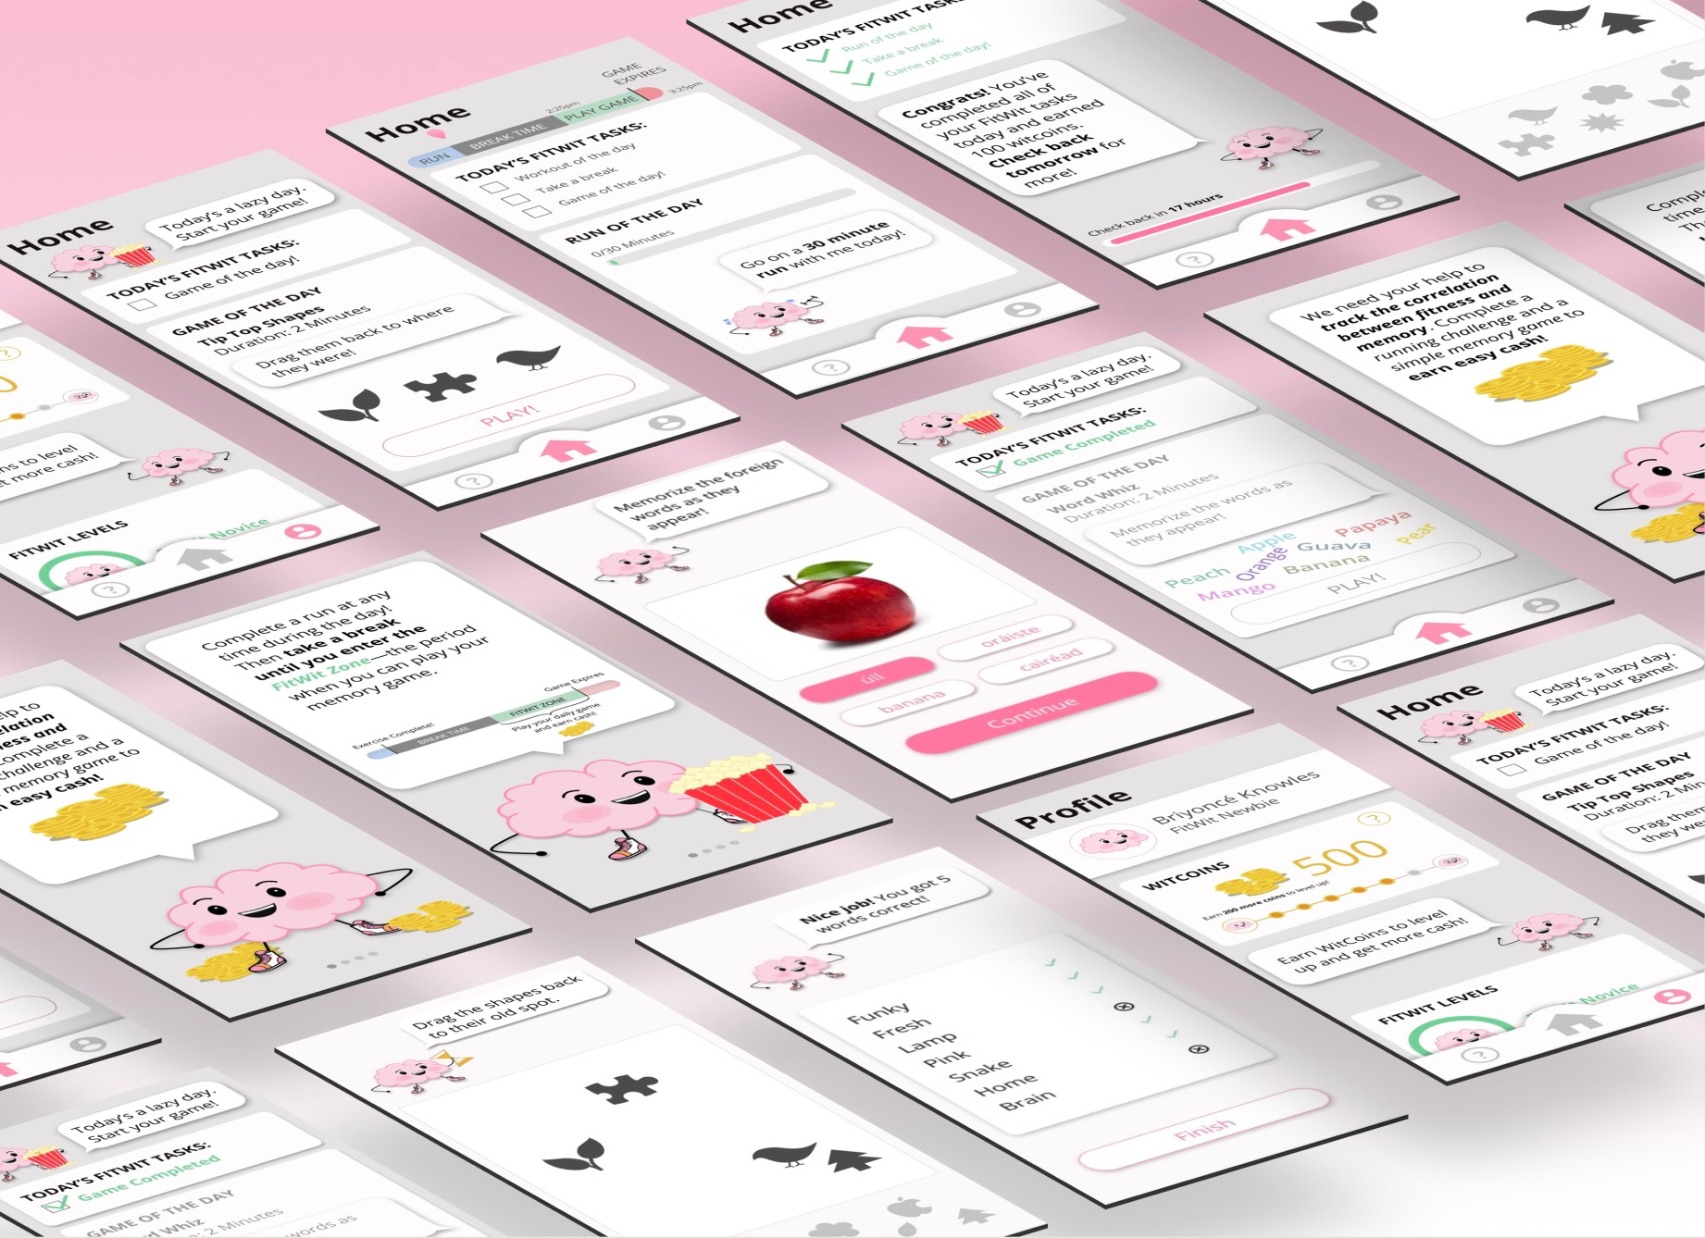 Home
Today's a lazy day.
Start your game!
TODAY'S FITWIT TASKS:
Game of the day!
GAME OF THE DAY
Tip Top Shapes
Duration: 2 Minutes
Drag them back to where
they were!
PLAY!
Home
GAME
EXPIRES
2:25pm
3:25pm
RUN
BREAK TIME
PLAY GAME
TODAY'S FITWIT TASKS:
Workout of the day
Take a break
Game of the day!
RUN OF THE DAY
0/30 Minutes
Go on a 30 minute
run with me today!
?
Home
TODAY'S FITWIT TASKS
Run of the day
Take a break
Game of the day!
Congrats! You've
completed all of
your FitWit tasks
today and earned
100 witcoins.
Check back
tomorrow for
more!
Check back in 17 hours
?
?
0
ns to level
t more cash!
FITWIT LEVELS
Novice
?
Complete a run at any
time during the day!
Then take a break
until you enter the
FitWit Zone—the period
when you can play your
memory game.
Exercise Complete!
BREAK TIME
FITWIT ZONE
Game Expires
Play your daily game
and earn cash!
Memorize the foreign
words as they
appear!
úll
oráiste
banana
cairéad
Continue
Today's a lazy day.
Start your game!
TODAY'S FITWIT TASKS:
Game Completed
GAME OF THE DAY
Word Whiz
Duration: 2 Minutes
Memorize the words as
they appear!
Apple
Papaya
Peach
Orange
Guava
Pear
Mango
Banana
PLAY!
?
We need your help to
track the correlation
between fitness and
memory. Complete a
running challenge and a
simple memory game to
earn easy cash!
Comple
time
Th
elp to
relation
ness and
omplete a
hallenge and a
memory game to
n easy cash!
Drag the shapes back
to their old spot.
Nice job! You got 5
words correct!
Funky
Fresh
Lamp
Pink
Snake
Home
Brain
Finish
Profile
Briyoncé Knowles
FitWit Newbie
WITCOINS
500
?
Earn 200 more coins to level up!
Earn WitCoins to level
up and get more cash!
FITWIT LEVELS
Novice
?
Home
Today's a lazy day.
Start your game!
TODAY'S FITWIT TASKS:
Game of the day!
GAME OF THE DAY
Tip Top Shapes
Duration: 2 Min
Drag them
they we
Today's a lazy day.
Start your game!
TODAY'S FITWIT TASKS:
Game Completed
GAME OF THE DAY
d Whiz
: 2 Minutes
words as